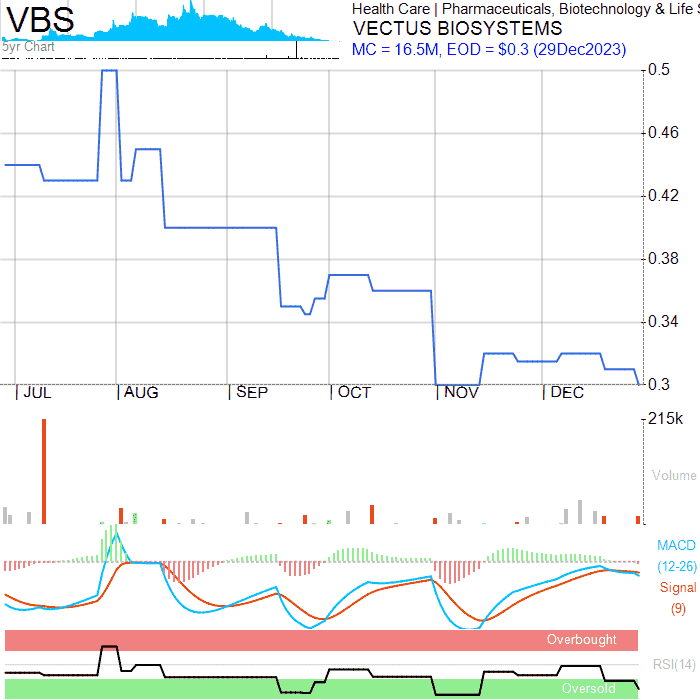 VBS
Health Care | Pharmaceuticals, Biotechnology & Life S
VECTUS BIOSYSTEMS
MC = 16.5M, EOD = $0.3 (29Dec2023)
5yr Chart
0.5
0.46
0.42
0.38
0.34
0.3
JUL AUG SEP OCT NOV DEC
215k
Volume
MACD
(12-26)
Signal
(9)
Overbought
RSI(14)
Oversold